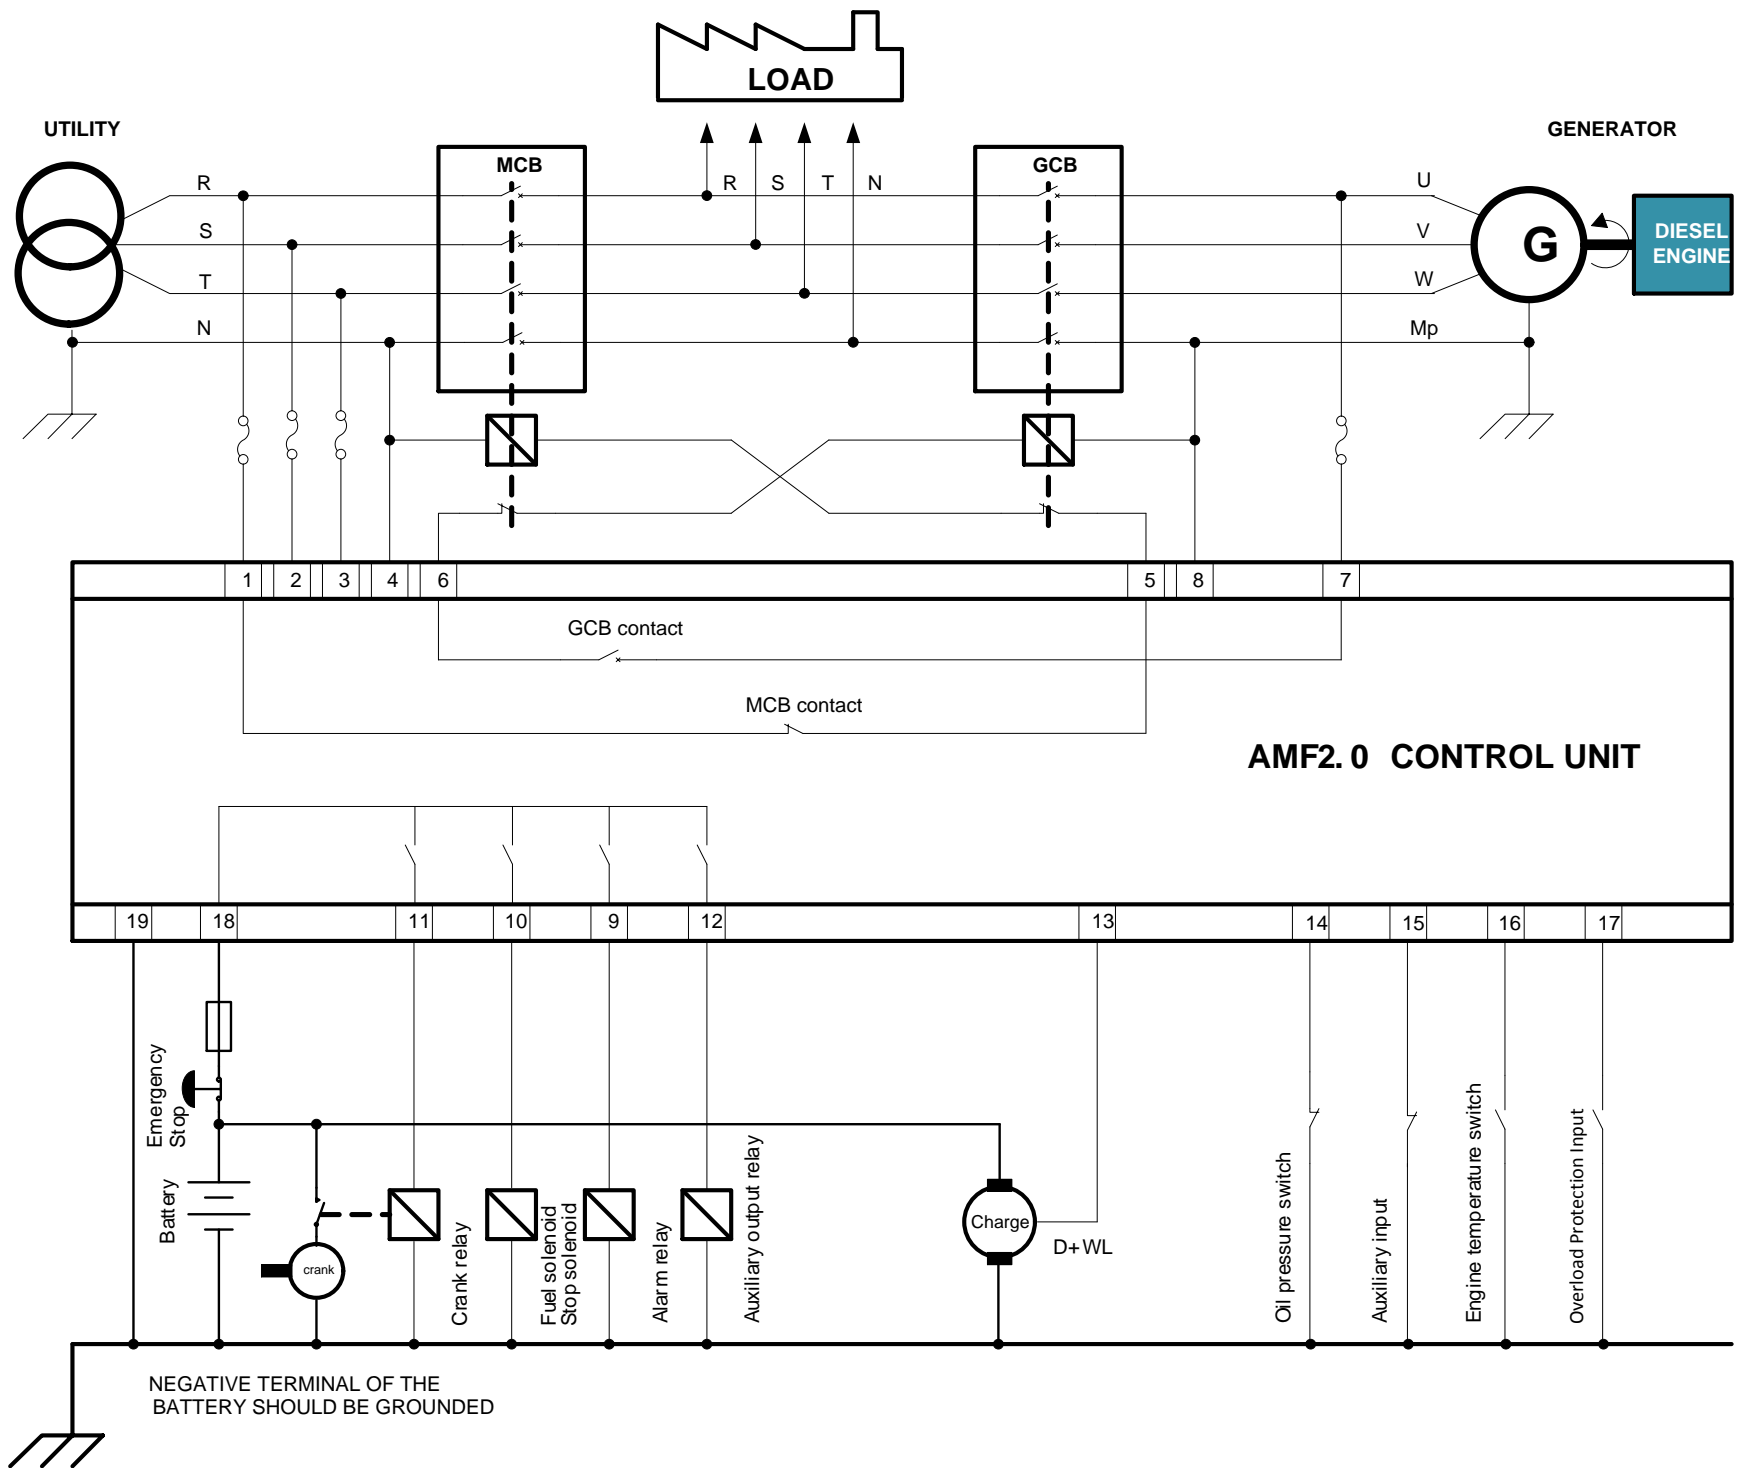 LOAD
UTILITY
GENERATOR
MCB
GCB
R
R
S
T
N
U
S
V
G
DIESEL
ENGINE
T
W
N
Mp
1
2
3
4
6
5
8
7
GCB contact
MCB contact
AMF2. 0 CONTROL UNIT
19
18
11
10
9
12
13
14
15
16
17
Emergency
Stop
Battery
crank
Crank relay
Fuel solenoid
Stop solenoid
Alarm relay
Auxiliary output relay
Charge
D+WL
Oil pressure switch
Auxiliary input
Engine temperature switch
Overload Protection Input
NEGATIVE TERMINAL OF THE
BATTERY SHOULD BE GROUNDED